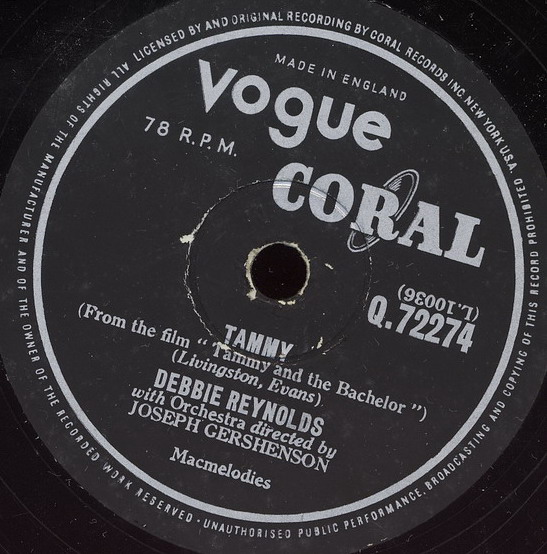 LICENSED BY AND ORIGINAL RECORDING BY CORAL RECORDS INC. NEW YORK U.S.A.
MADE IN ENGLAND
Vogue
78 R.P.M.
CORAL
(L.10036)
Q.72274
TAMMY
(From the film “ Tammy and the Bachelor ”)
(Livingston, Evans)
DEBBIE REYNOLDS
with Orchestra directed by
JOSEPH GERSHENSON
Macmelodies
ALL RIGHTS OF THE MANUFACTURER AND OF THE OWNER OF THE RECORDED WORK RESERVED · UNAUTHORISED PUBLIC PERFORMANCE, BROADCASTING AND COPYING OF THIS RECORD PROHIBITED